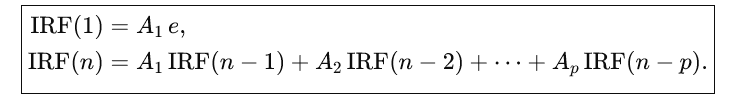 IRF(1) = A₁ e,
IRF(n) = A₁ IRF(n − 1) + A₂ IRF(n − 2) + ⋯ + Aₚ IRF(n − p).